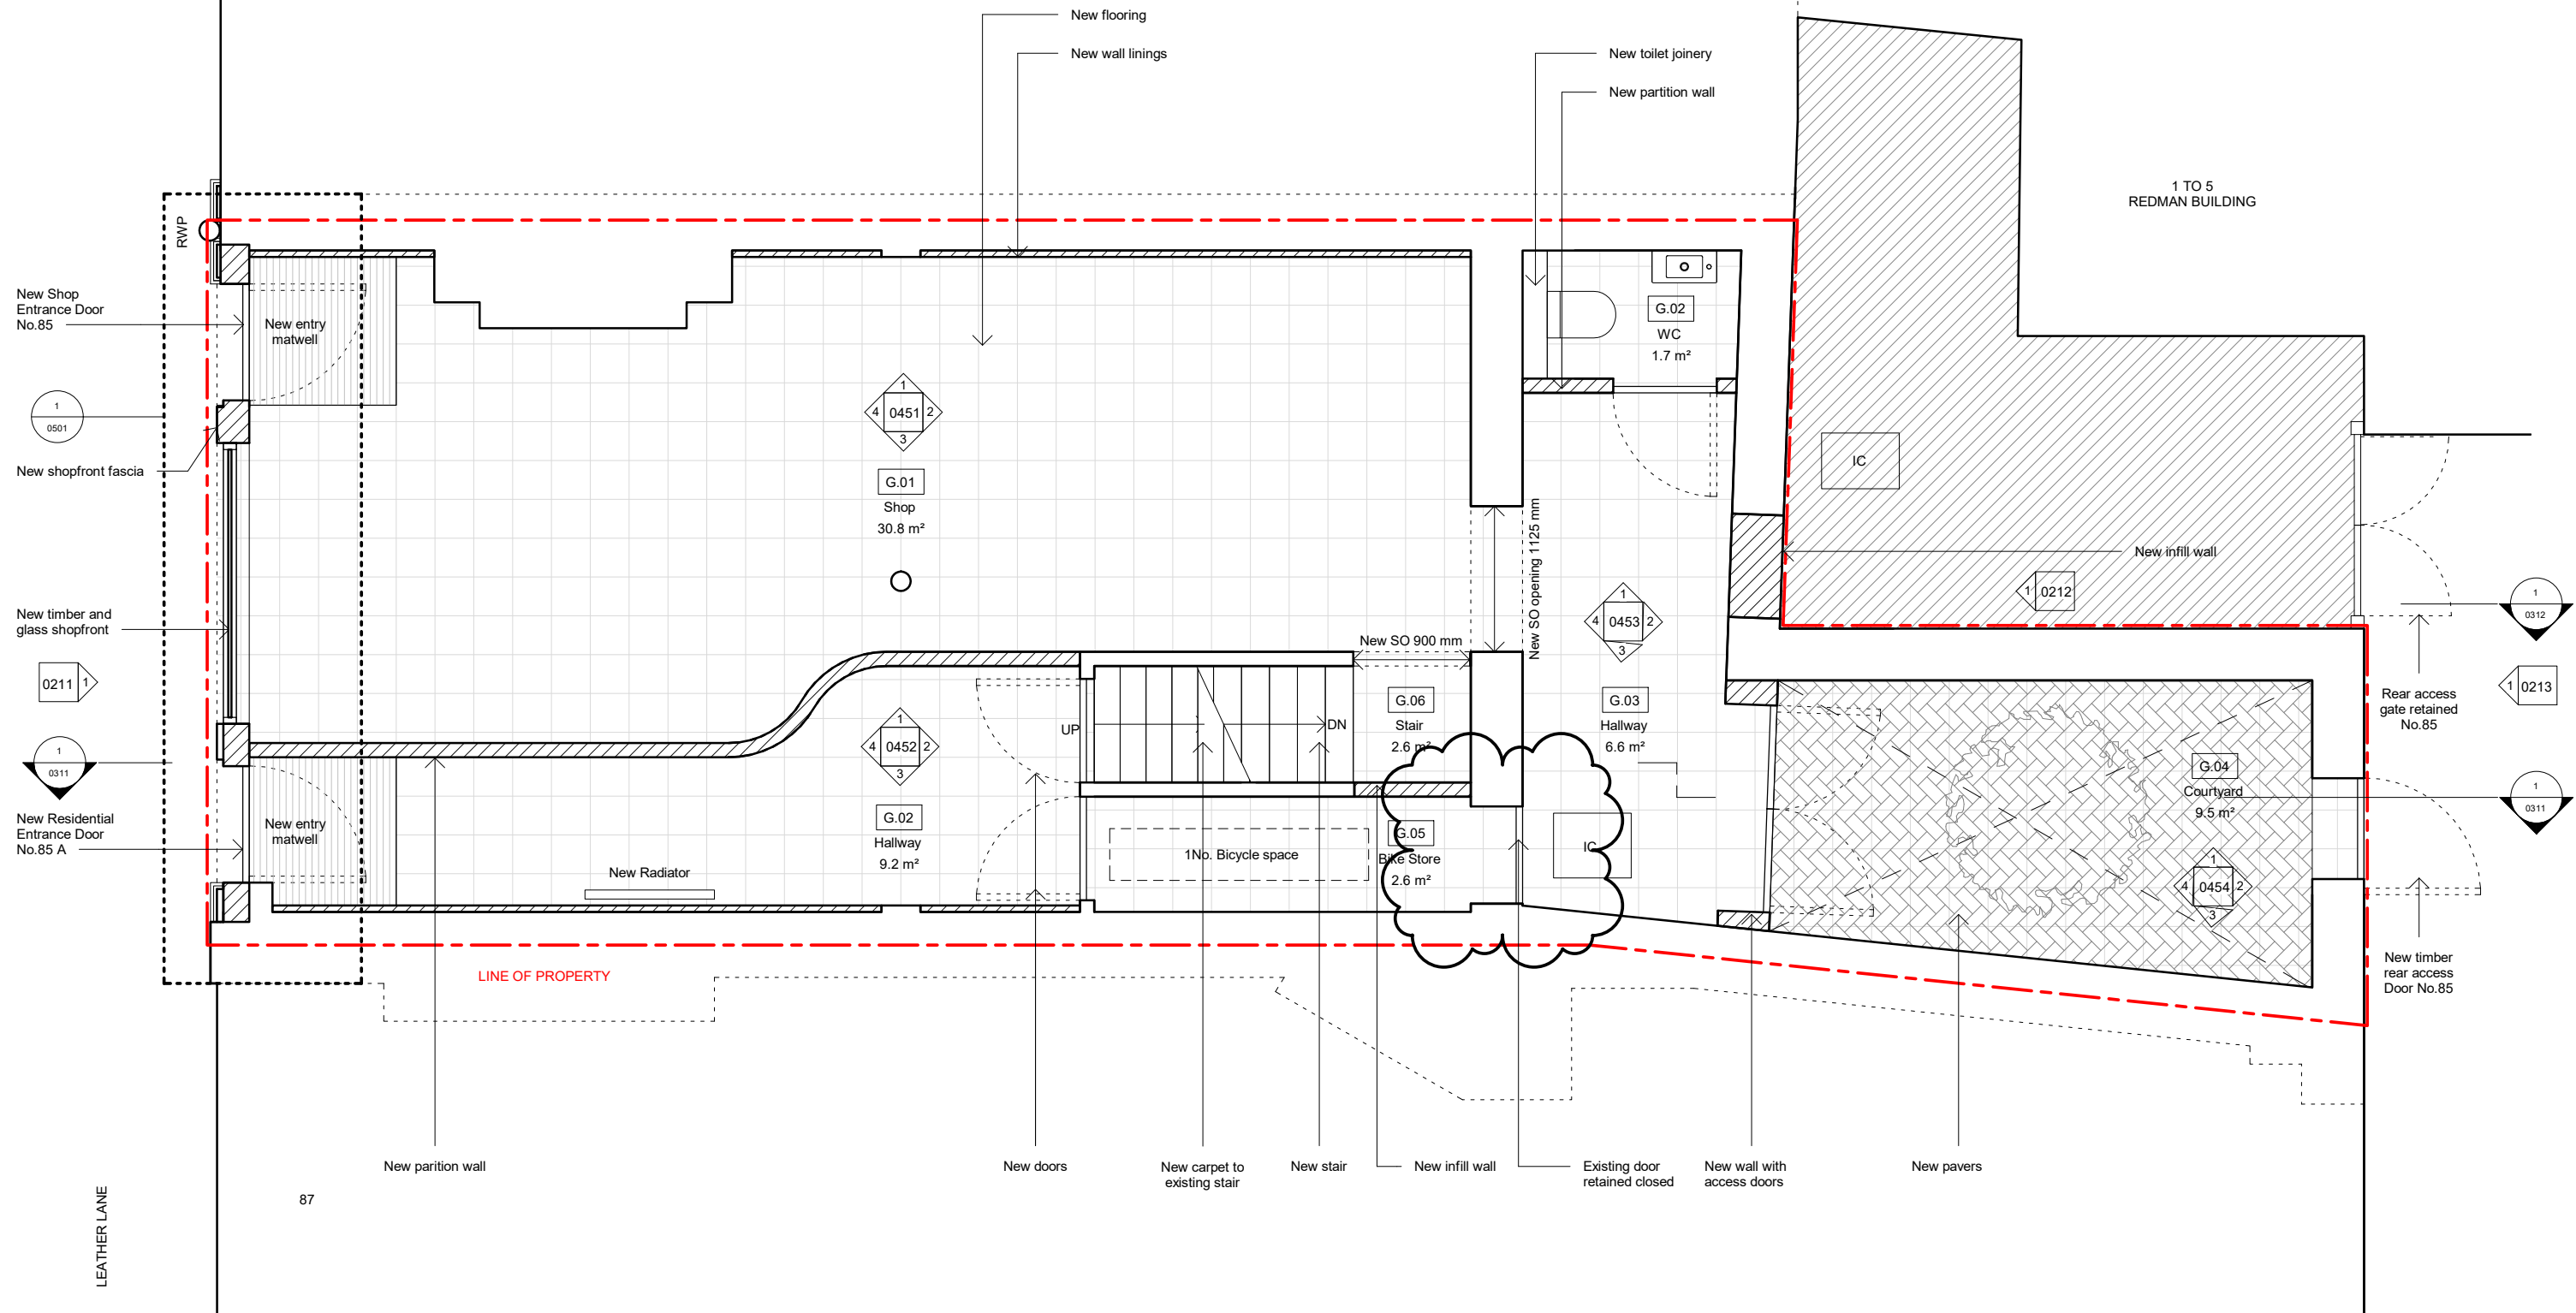 New flooring
New wall linings
New toilet joinery
New partition wall
1 TO 5
REDMAN BUILDING
RWP
New Shop
Entrance Door
No.85
New entry
matwell
G.02
WC
1.7 m²
1
4 0451 2
3
1
0501
New shopfront fascia
IC
G.01
Shop
30.8 m²
New SO opening 1125 mm
New infill wall
1 0212
1
0312
New timber and
glass shopfront
1
4 0453 2
3
New SO 900 mm
0211 1
1 0213
G.06
Stair
2.6 m²
G.03
Hallway
6.6 m²
Rear access
gate retained
No.85
UP
DN
1
4 0452 2
3
1
0311
G.04
Courtyard
9.5 m²
1
0311
New Residential
Entrance Door
No.85 A
New entry
matwell
G.02
Hallway
9.2 m²
1No. Bicycle space
G.05
Bike Store
2.6 m²
IC
New Radiator
1
4 0454 2
3
LINE OF PROPERTY
New timber
rear access
Door No.85
New parition wall
New doors
New carpet to
existing stair
New stair
New infill wall
Existing door
retained closed
New wall with
access doors
New pavers
87
LEATHER LANE